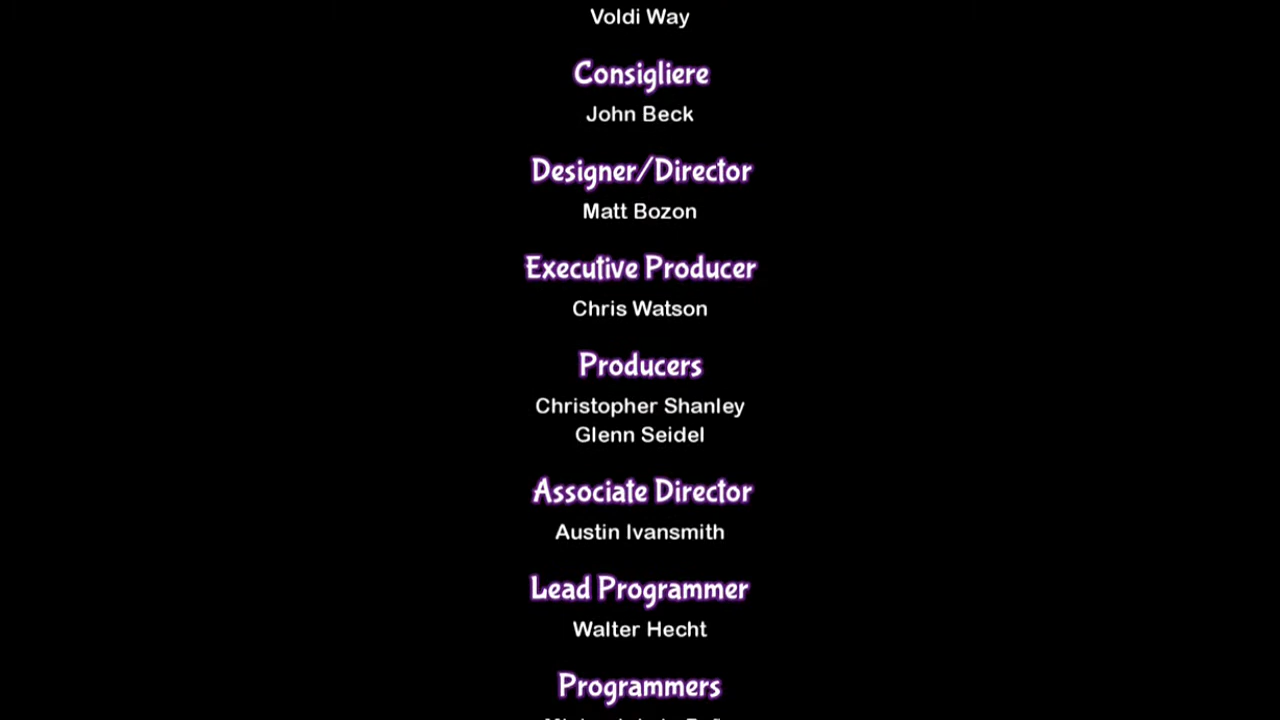 Voldi Way
Consigliere
John Beck
Designer/Director
Matt Bozon
Executive Producer
Chris Watson
Producers
Christopher Shanley
Glenn Seidel
Associate Director
Austin Ivansmith
Lead Programmer
Walter Hecht
Programmers